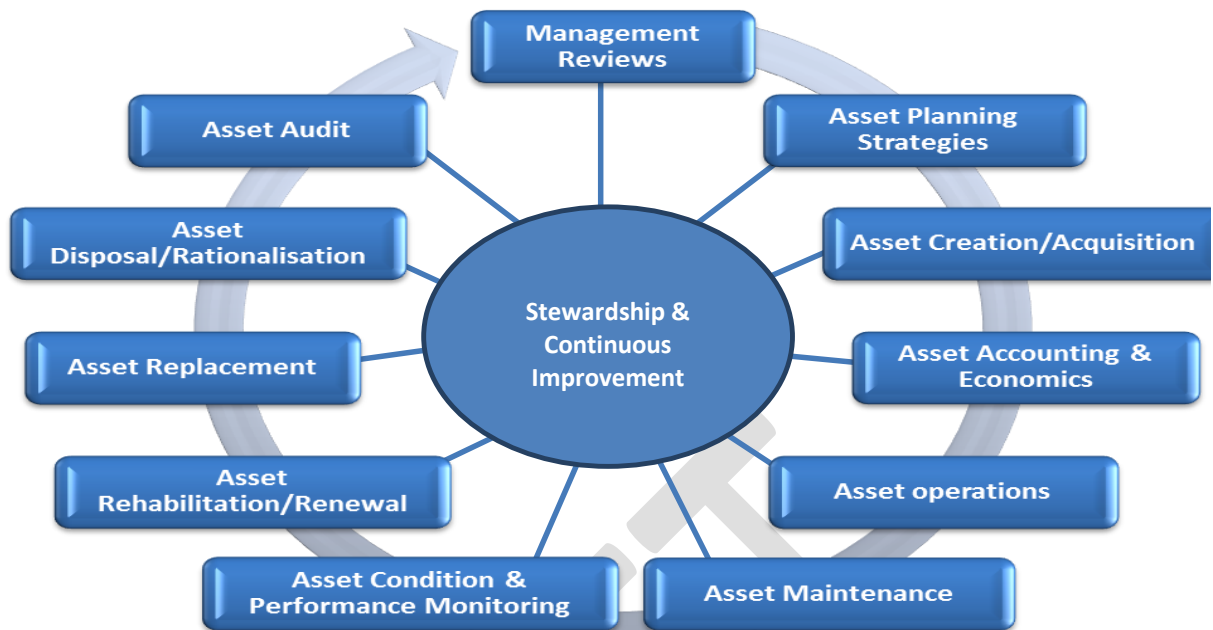 Management
Reviews
Asset Planning
Strategies
Asset Creation/Acquisition
Asset Accounting &
Economics
Asset operations
Asset Maintenance
Asset Condition &
Performance Monitoring
Asset
Rehabilitation/Renewal
Asset Replacement
Asset
Disposal/Rationalisation
Asset Audit
Stewardship &
Continuous
Improvement